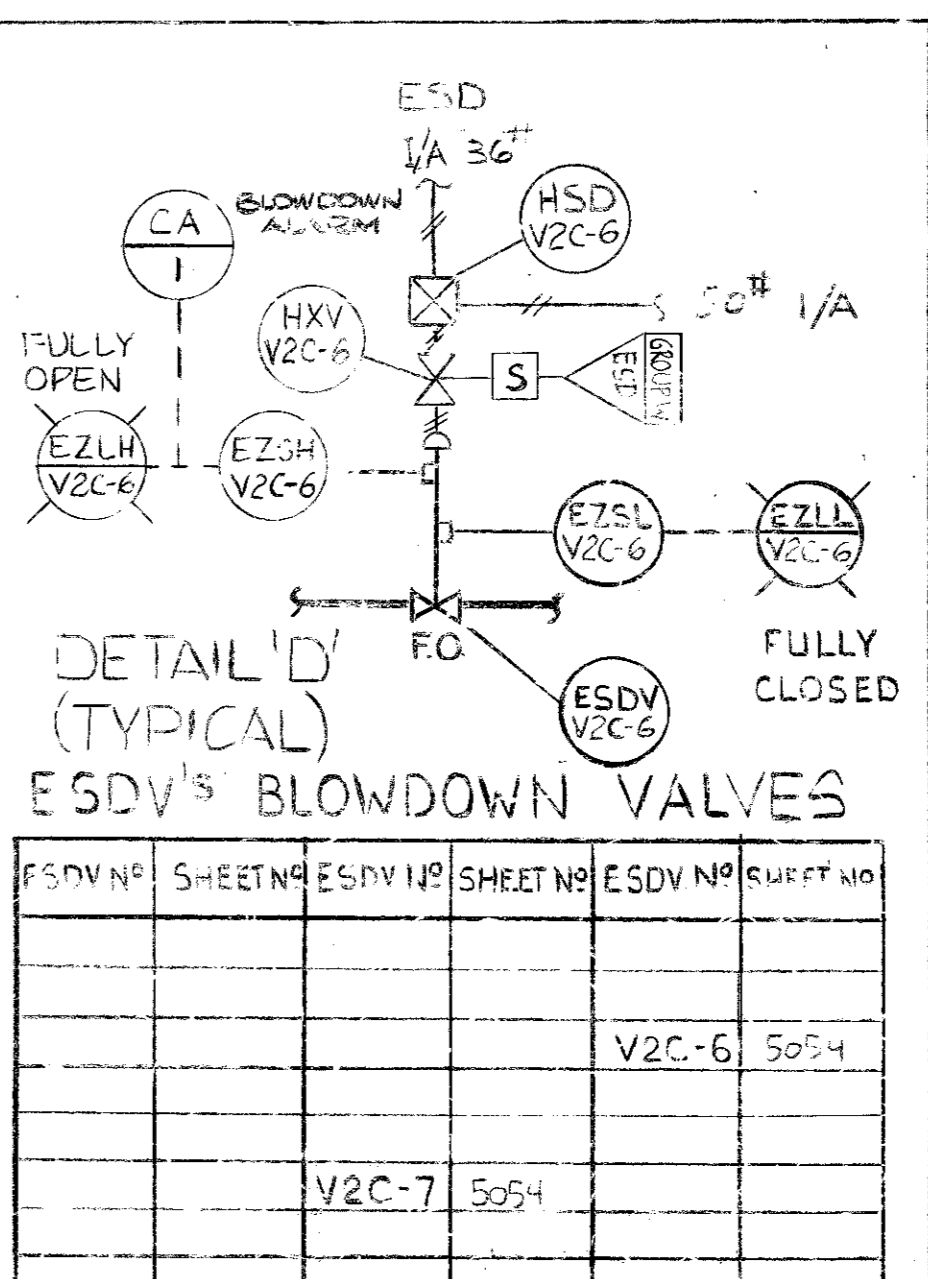 ESD
I/A 36#
BLOWDOWN
ALARM
CA
HSD
V2C-6
50# I/A
HXV
V2C-6
S
GROUP IV
ESD
FULLY
OPEN
EZLH
V2C-6
EZSH
V2C-6
EZSL
V2C-6
EZLL
V2C-6
FULLY
CLOSED
F.O.
ESDV
V2C-6
DETAIL 'D'
(TYPICAL)
ESDV'S BLOWDOWN VALVES
ESDV Nº SHEET Nº ESDV Nº SHEET Nº ESDV Nº SHEET NO
V2C-6 5054
V2C-7 5054